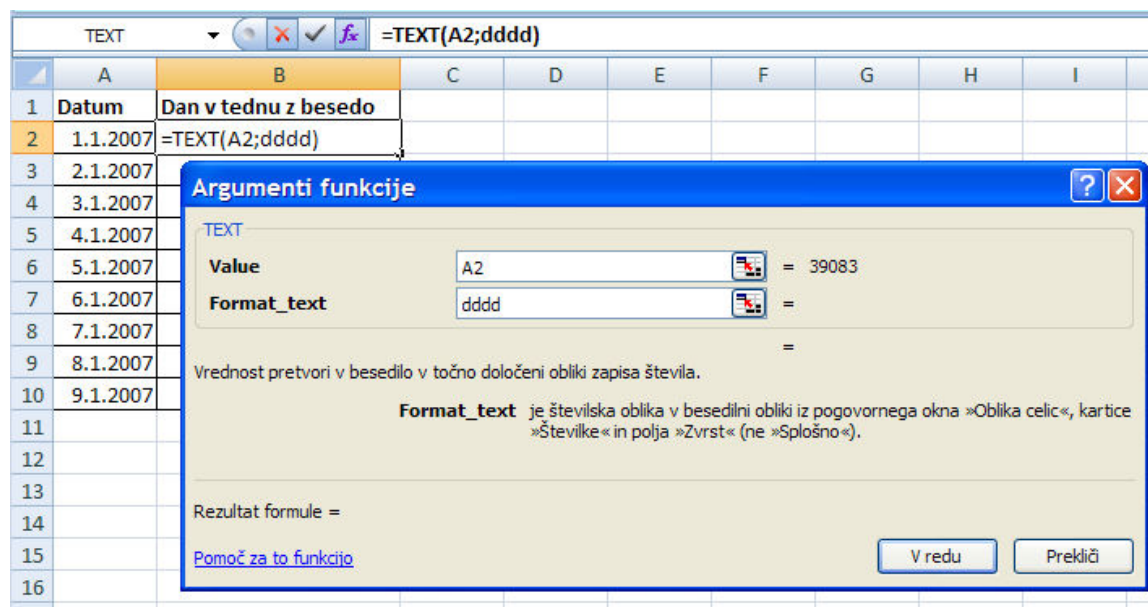 TEXT =TEXT(A2;dddd)
A B C D E F G H I
1 Datum Dan v tednu z besedo
2 1.1.2007 =TEXT(A2;dddd)
3 2.1.2007
4 3.1.2007
5 4.1.2007
6 5.1.2007
7 6.1.2007
8 7.1.2007
9 8.1.2007
10 9.1.2007
11
12
13
14
15
16
Argumenti funkcije
TEXT
Value A2 = 39083
Format_text dddd =
=
Vrednost pretvori v besedilo v točno določeni obliki zapisa števila.
Format_text je številska oblika v besedilni obliki iz pogovornega okna »Oblika celic«, kartice
»Številke« in polja »Zvrst« (ne »Splošno«).
Rezultat formule =
Pomoč za to funkcijo V redu Prekliči